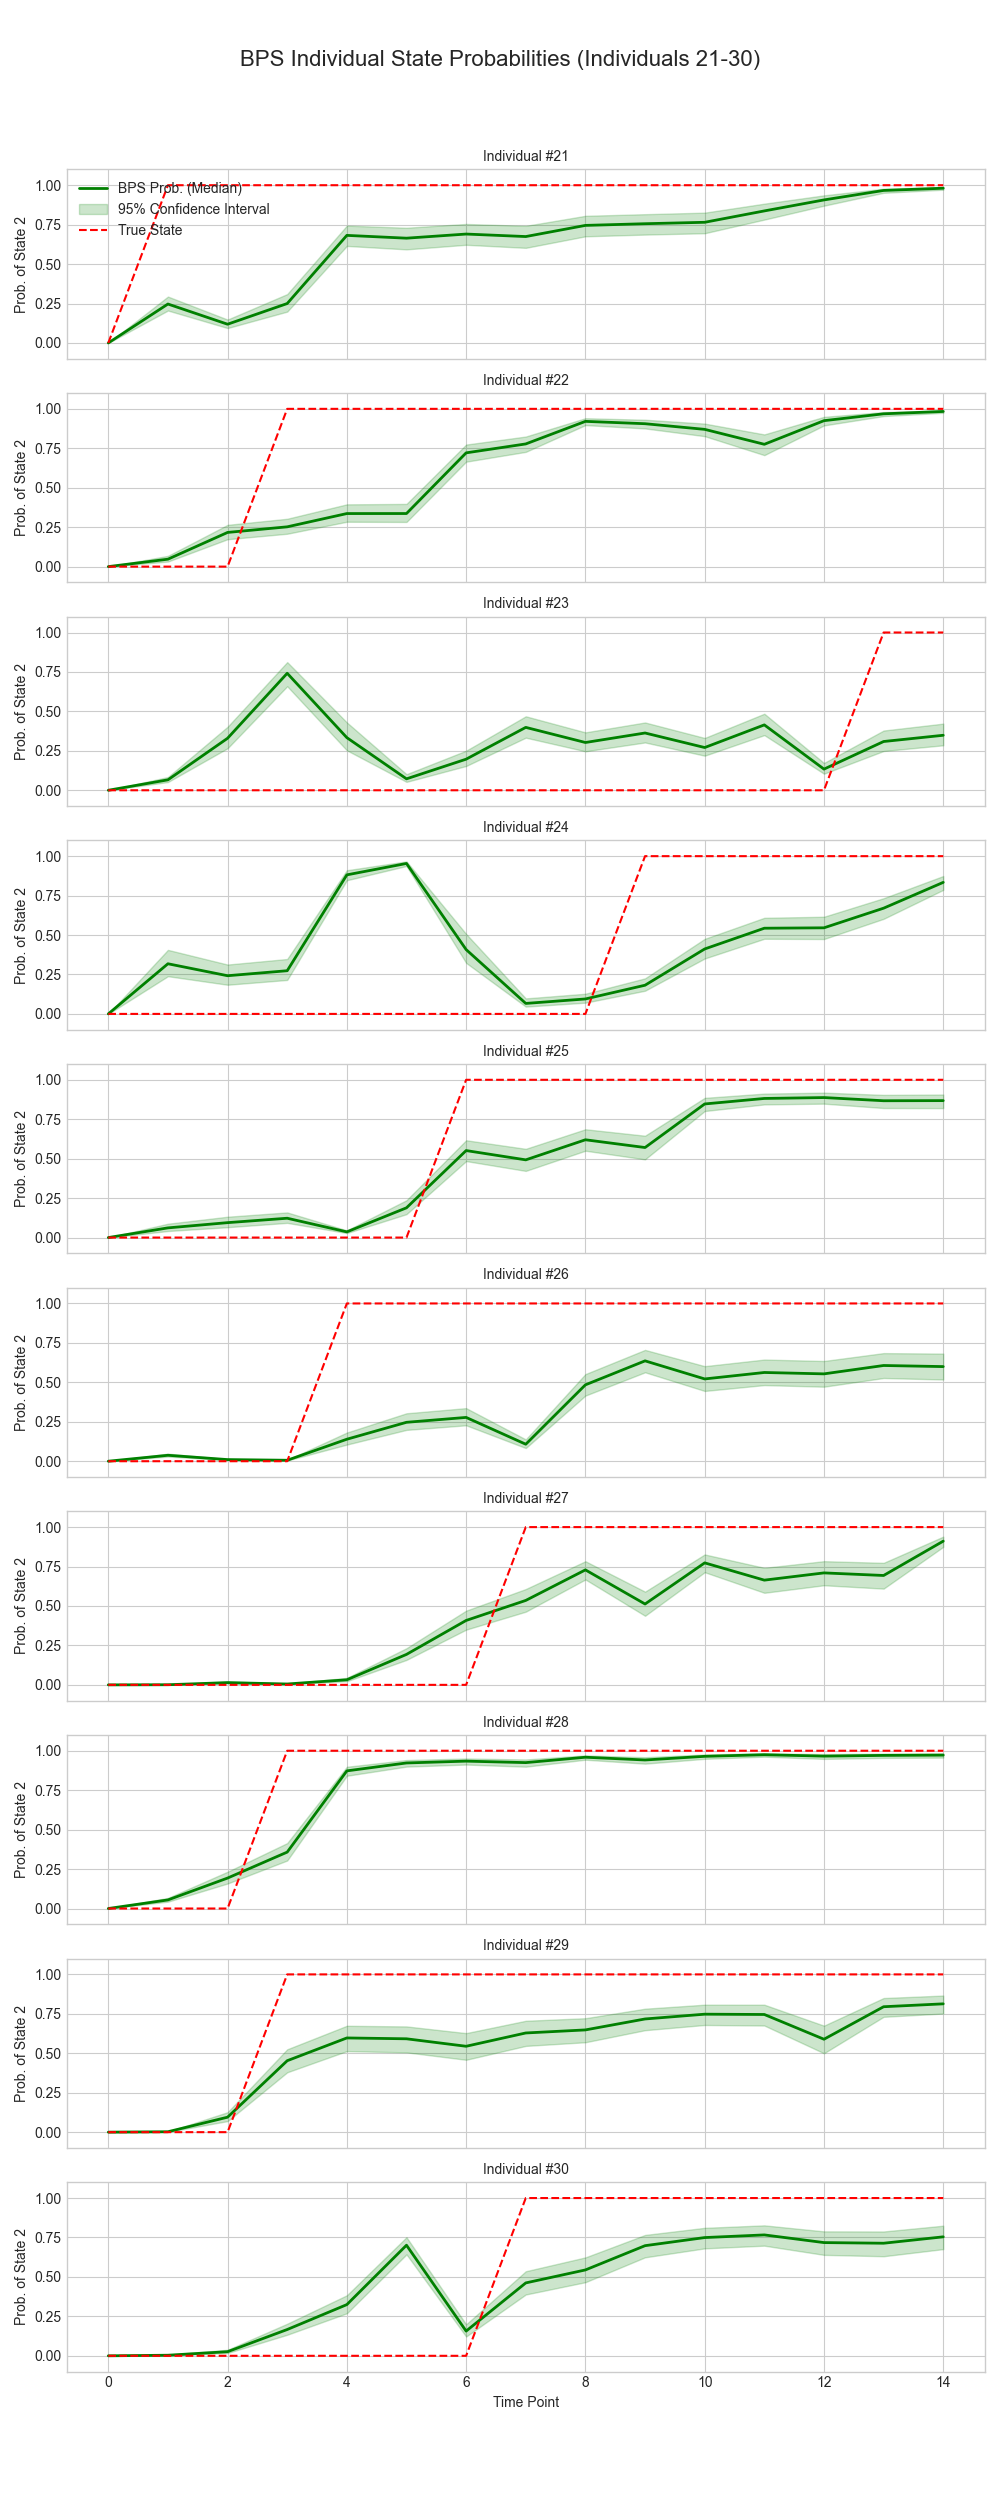 BPS Individual State Probabilities (Individuals 21-30)
Individual #21
1.00
0.75
0.50
0.25
0.00
Prob. of State 2
BPS Prob. (Median)
95% Confidence Interval
True State
Individual #22
1.00
0.75
0.50
0.25
0.00
Prob. of State 2
Individual #23
1.00
0.75
0.50
0.25
0.00
Prob. of State 2
Individual #24
1.00
0.75
0.50
0.25
0.00
Prob. of State 2
Individual #25
1.00
0.75
0.50
0.25
0.00
Prob. of State 2
Individual #26
1.00
0.75
0.50
0.25
0.00
Prob. of State 2
Individual #27
1.00
0.75
0.50
0.25
0.00
Prob. of State 2
Individual #28
1.00
0.75
0.50
0.25
0.00
Prob. of State 2
Individual #29
1.00
0.75
0.50
0.25
0.00
Prob. of State 2
Individual #30
1.00
0.75
0.50
0.25
0.00
Prob. of State 2
0 2 4 6 8 10 12 14
Time Point